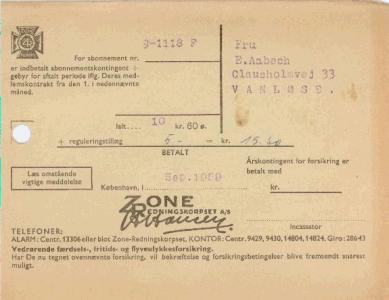 9-1118 F
For abonnement nr.
er indbetalt abonnementskontingent +
gebyr for aftalt periode iflg. Deres med-
lemskontrakt fra den 1. i nedennævnte
måned.
Fru
E.Aabech
Clausholmvej 33
VANLØSE.
Ialt.... 10 kr. 60 ø.
+ reguleringstillæg 5 - kr. 15.60
BETALT
Læs omstående
vigtige meddelelse
Årskontingent for forsikring er
betalt med
København, Sep. 1959
ZONE
REDNINGSKORPSET A/S
Incassator
TELEFONER:
ALARM: Centr. 13306 eller blot Zone-Redningskorpset. KONTOR: Centr. 9429, 9430, 14804, 14824. Giro: 28643
Vedrørende færdsels-, fritids- og flyveulykkesforsikring.
Har De nu tegnet ovennævnte forsikring, vil bekræftelse og forsikringsbetingelser blive fremsendt snarest
muligt.